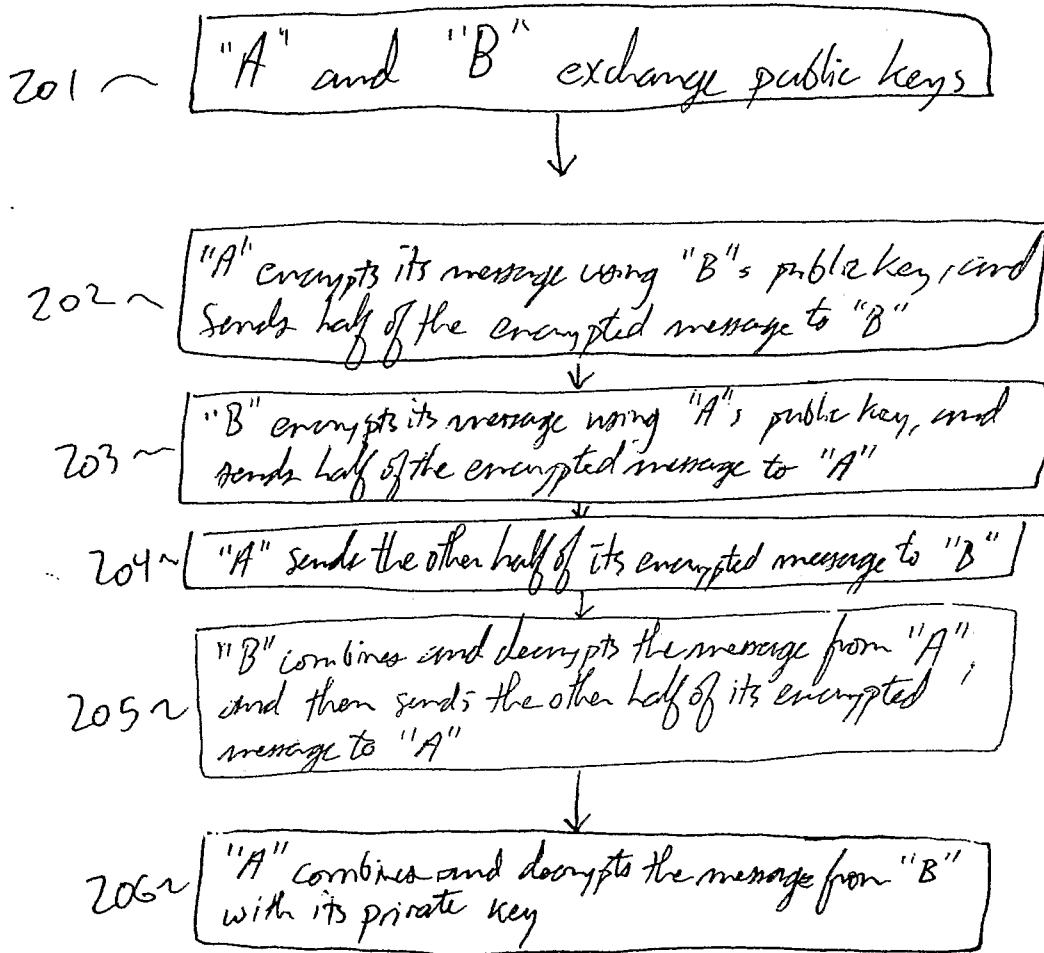 201 ~ "A" and "B" exchange public keys
202 ~ "A" encrypts its message using "B"s public key, and
sends half of the encrypted message to "B"
203 ~ "B" encrypts its message using "A"s public key, and
sends half of the encrypted message to "A"
204 ~ "A" sends the other half of its encrypted message to "B"
205 ~ "B" combines and decrypts the message from "A",
and then sends the other half of its encrypted
message to "A"
206 ~ "A" combines and decrypts the message from "B"
with its private key